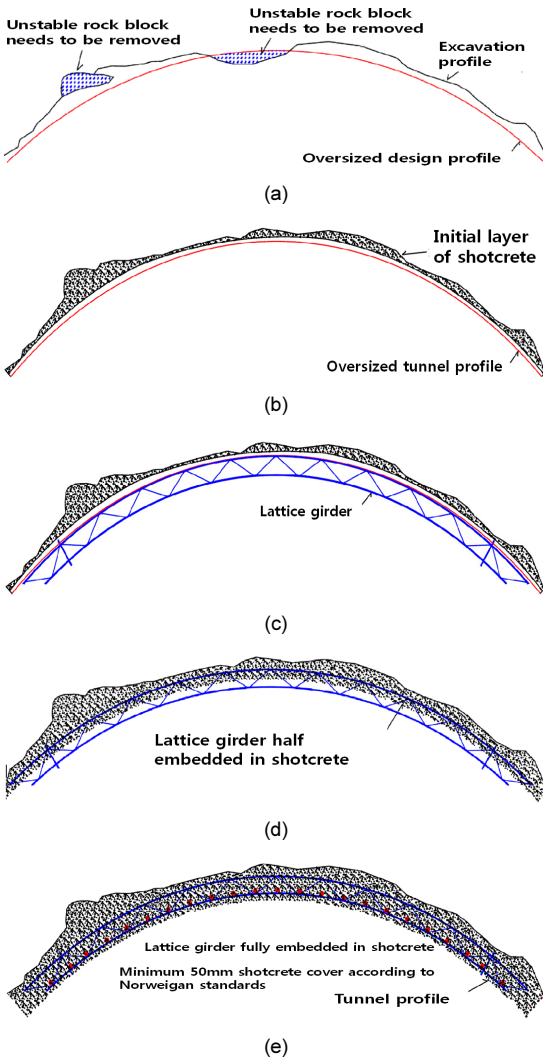 Unstable rock block
needs to be removed
Unstable rock block
needs to be removed
Excavation
profile
Oversized design profile
(a)
Initial layer
of shotcrete
Oversized tunnel profile
(b)
Lattice girder
(c)
Lattice girder half
embedded in shotcrete
(d)
Lattice girder fully embedded in shotcrete
Minimum 50mm shotcrete cover according to
Norweigan standards
Tunnel profile
(e)